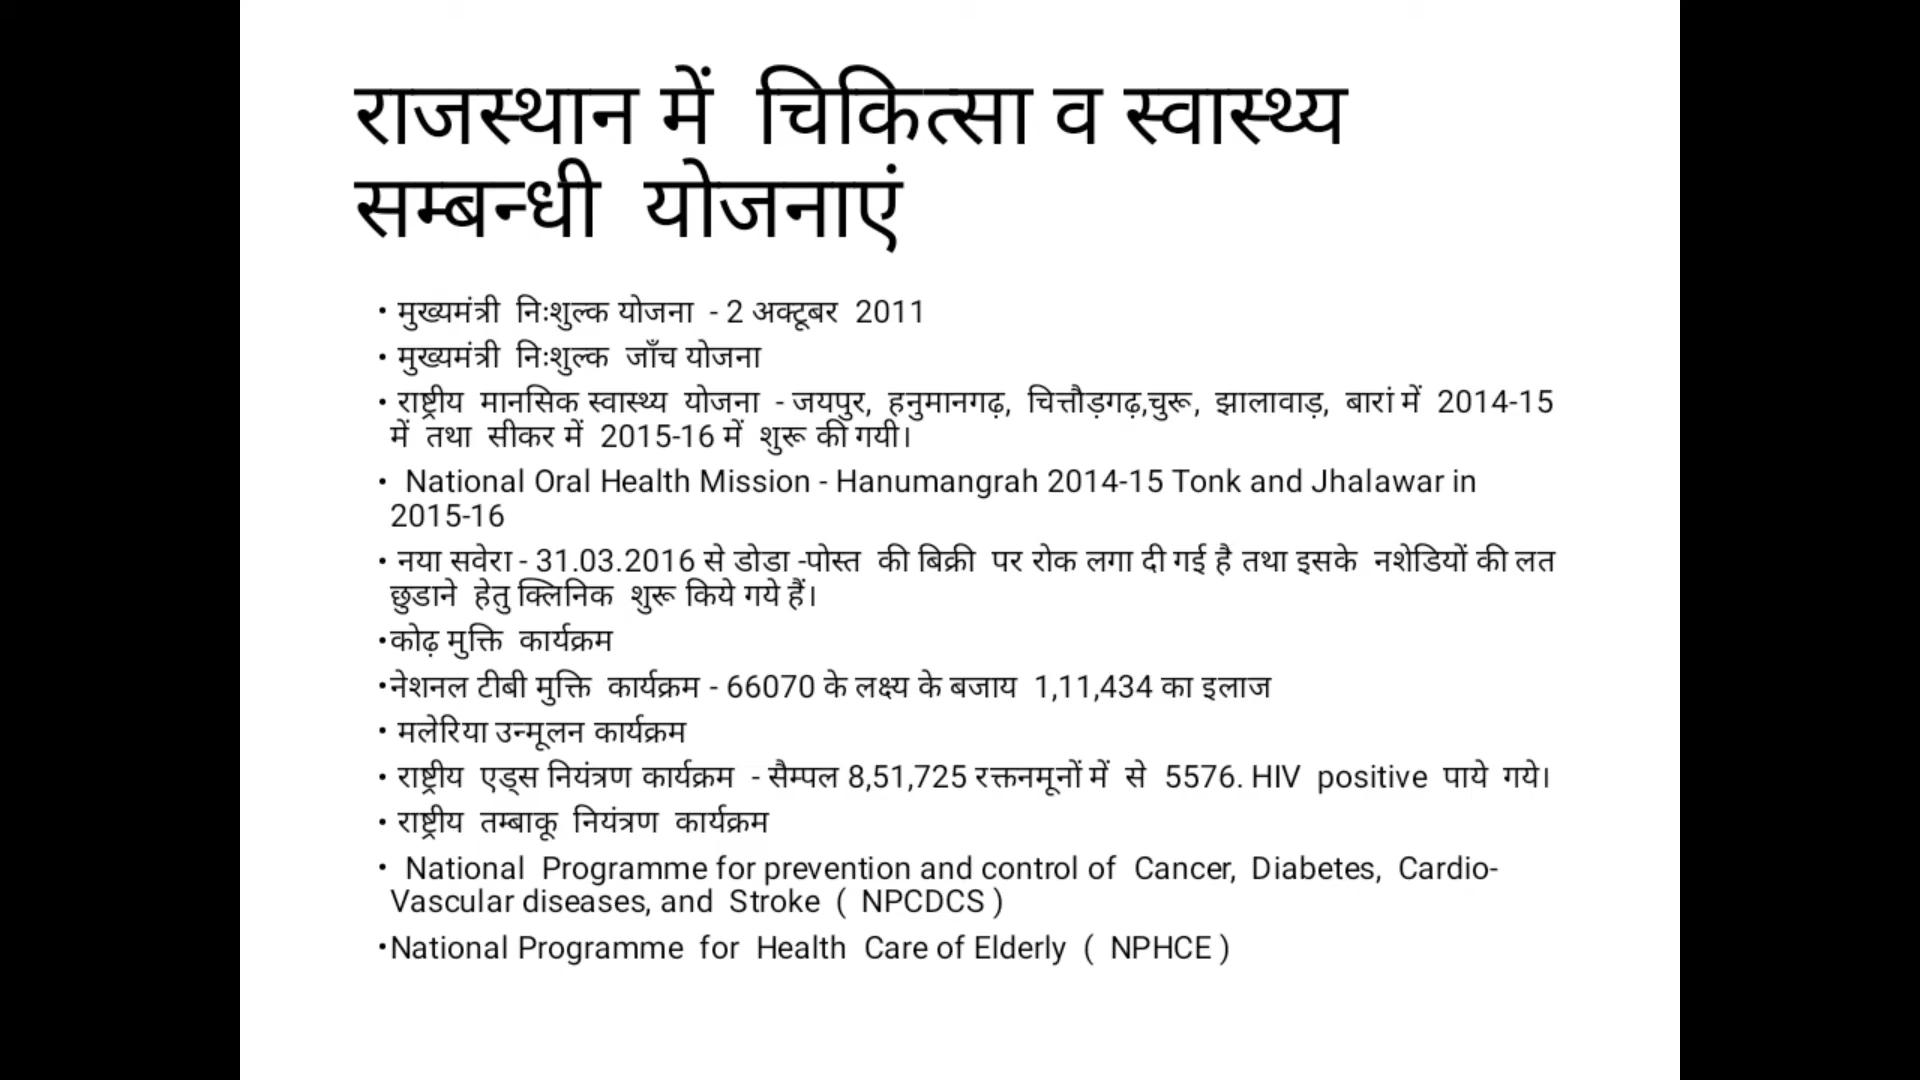 राजस्थान में चिकित्सा व स्वास्थ्य
सम्बन्धी योजनाएं
• मुख्यमंत्री निःशुल्क योजना - 2 अक्टूबर 2011
• मुख्यमंत्री निःशुल्क जाँच योजना
• राष्ट्रीय मानसिक स्वास्थ्य योजना - जयपुर, हनुमानगढ़, चित्तौड़गढ़,चुरू, झालावाड़, बारां में 2014-15
में तथा सीकर में 2015-16 में शुरू की गयी।
• National Oral Health Mission - Hanumangrah 2014-15 Tonk and Jhalawar in
2015-16
• नया सवेरा - 31.03.2016 से डोडा -पोस्त की बिक्री पर रोक लगा दी गई है तथा इसके नशेडियों की लत
छुडाने हेतु क्लिनिक शुरू किये गये हैं।
•कोढ़ मुक्ति कार्यक्रम
•नेशनल टीबी मुक्ति कार्यक्रम - 66070 के लक्ष्य के बजाय 1,11,434 का इलाज
• मलेरिया उन्मूलन कार्यक्रम
• राष्ट्रीय एड्स नियंत्रण कार्यक्रम - सैम्पल 8,51,725 रक्तनमूनों में से 5576. HIV positive पाये गये।
• राष्ट्रीय तम्बाकू नियंत्रण कार्यक्रम
• National Programme for prevention and control of Cancer, Diabetes, Cardio-
Vascular diseases, and Stroke ( NPCDCS )
•National Programme for Health Care of Elderly ( NPHCE )